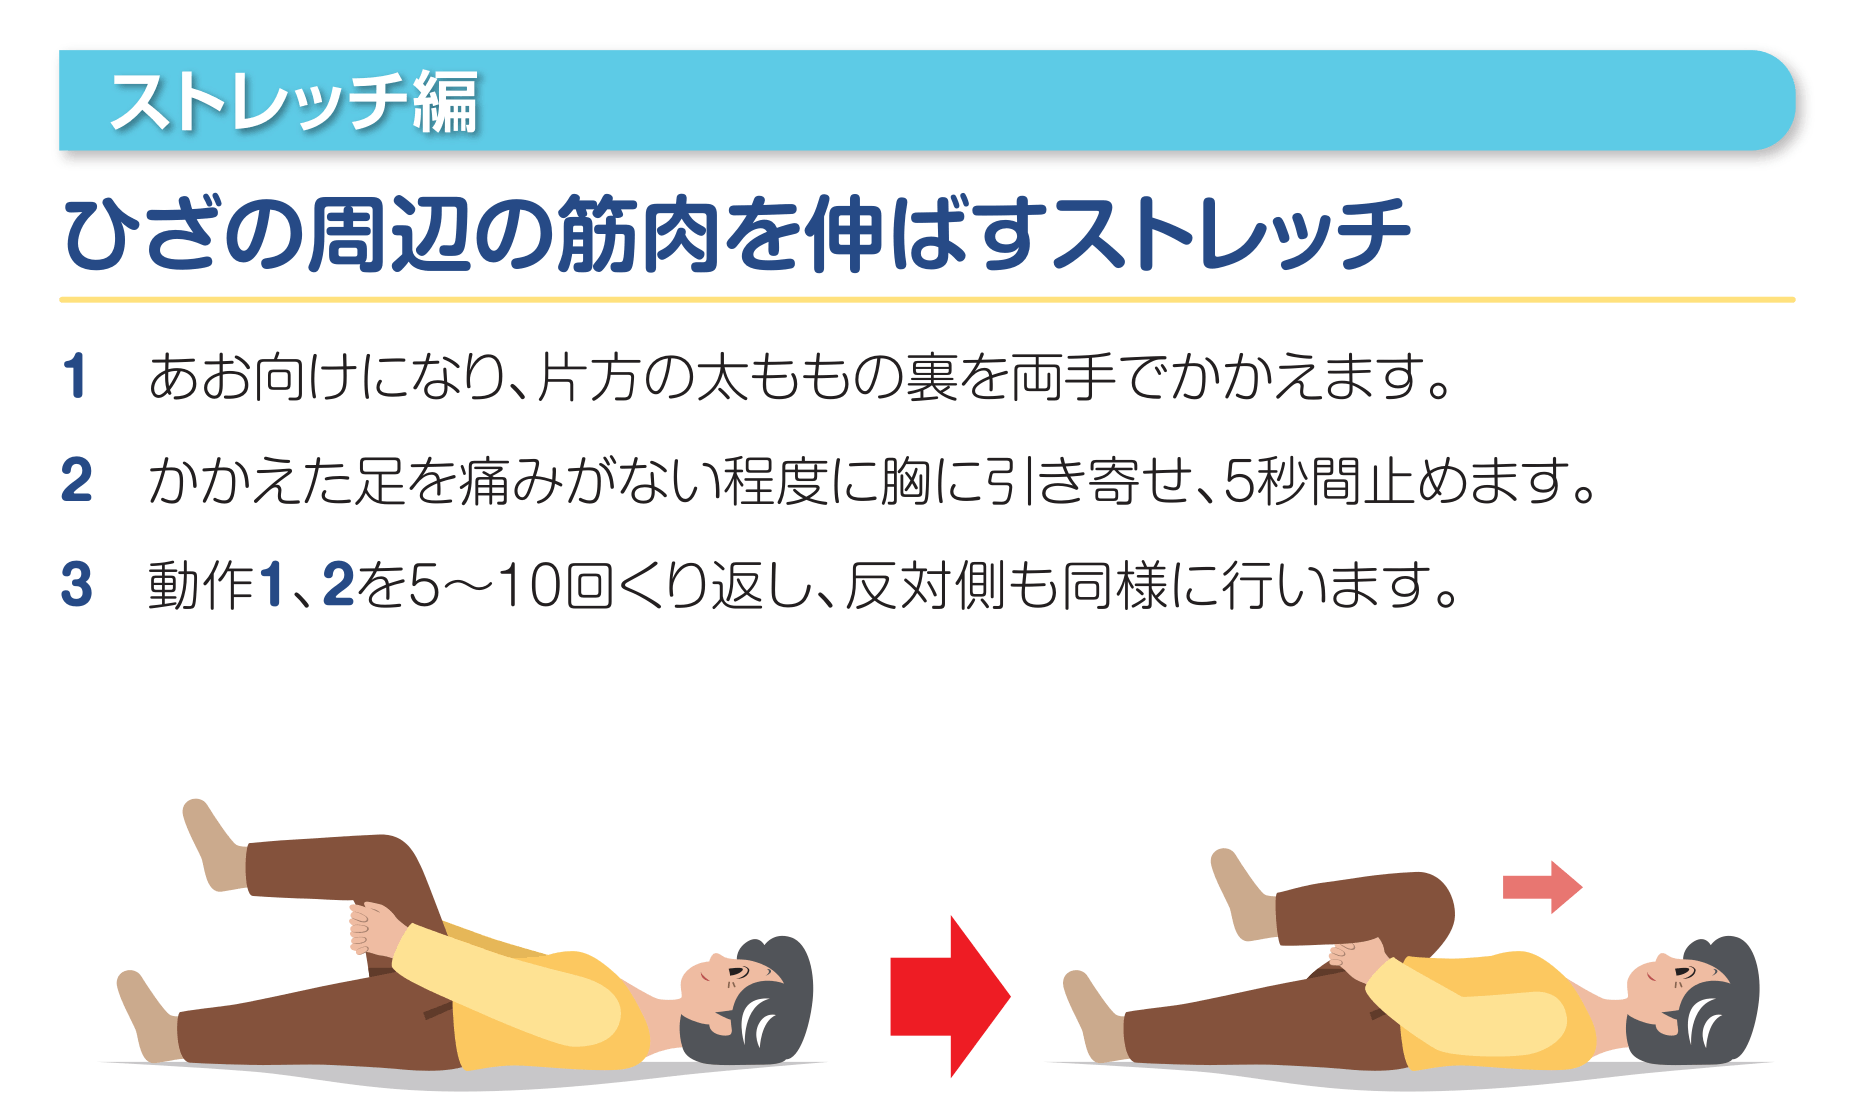 ストレッチ編
ひざの周辺の筋肉を伸ばすストレッチ
1 あお向けになり、片方の太ももの裏を両手でかかえます。
2 かかえた足を痛みがない程度に胸に引き寄せ、5秒間止めます。
3 動作1、2を5〜10回くり返し、反対側も同様に行います。